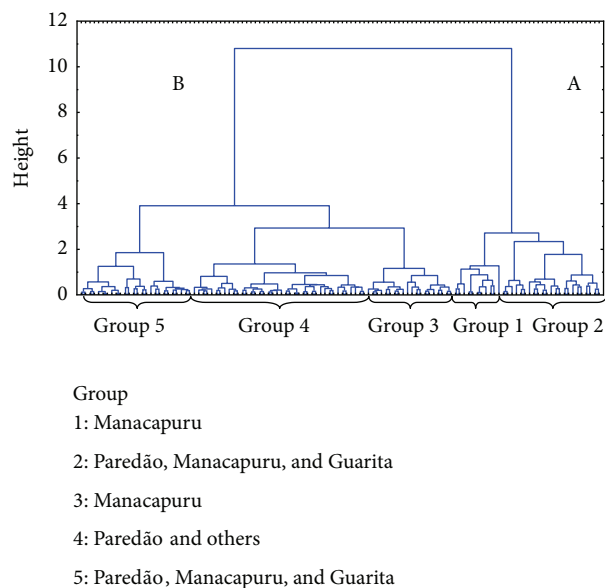 12
10
8
6
4
2
0
Height
B
A
Group 5
Group 4
Group 3
Group 1
Group 2
Group
1: Manacapuru
2: Paredão, Manacapuru, and Guarita
3: Manacapuru
4: Paredão and others
5: Paredão, Manacapuru, and Guarita